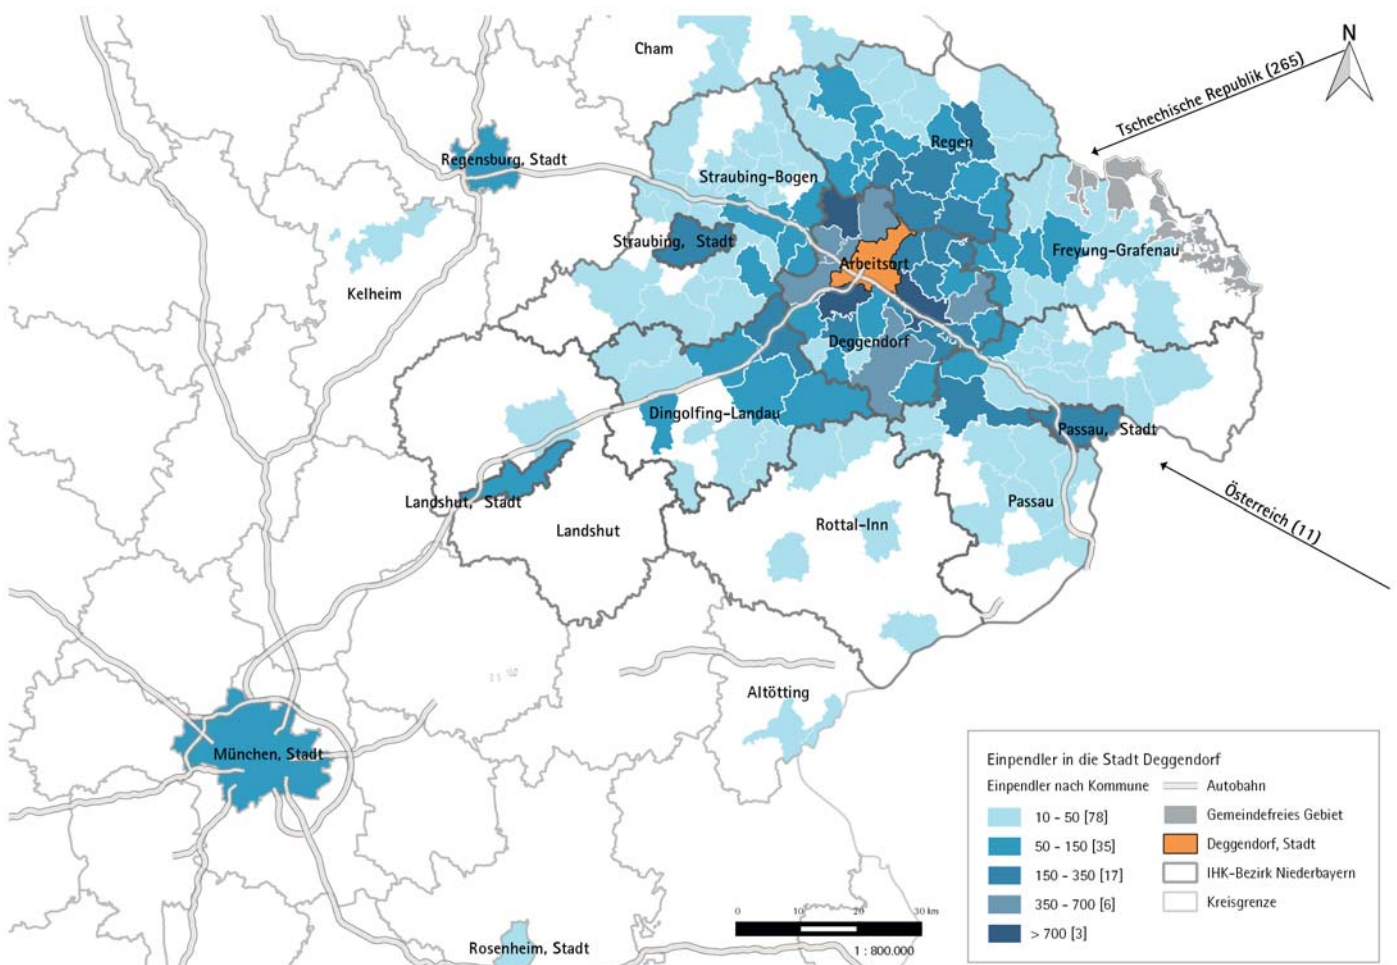 Cham
N
Tschechische Republik (265)
Regen
Regensburg, Stadt
Straubing-Bogen
Straubing, Stadt
Freyung-Grafenau
Arbeitsort
Kelheim
Deggendorf
Dingolfing-Landau
Passau, Stadt
Landshut, Stadt
Passau
Österreich (11)
Rottal-Inn
Landshut
Altötting
München, Stadt
Rosenheim, Stadt
0 10 20 30 km
1 : 800.000
Einpendler in die Stadt Deggendorf
Einpendler nach Kommune
10 - 50 [78]
50 - 150 [35]
150 - 350 [17]
350 - 700 [6]
> 700 [3]
Autobahn
Gemeindefreies Gebiet
Deggendorf, Stadt
IHK-Bezirk Niederbayern
Kreisgrenze